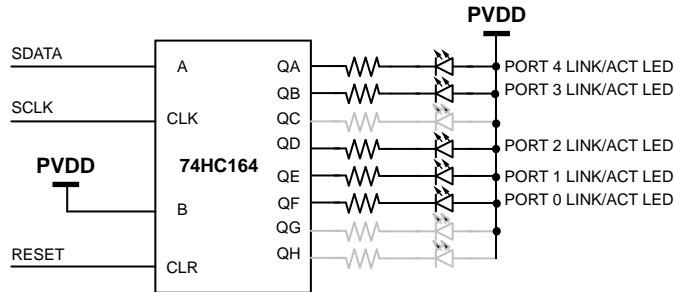 PVDD
SDATA
A
QA
PORT 4 LINK/ACT LED
QB
PORT 3 LINK/ACT LED
SCLK
CLK
QC
QD
PORT 2 LINK/ACT LED
PVDD
74HC164
QE
PORT 1 LINK/ACT LED
QF
PORT 0 LINK/ACT LED
B
QG
RESET
CLR
QH